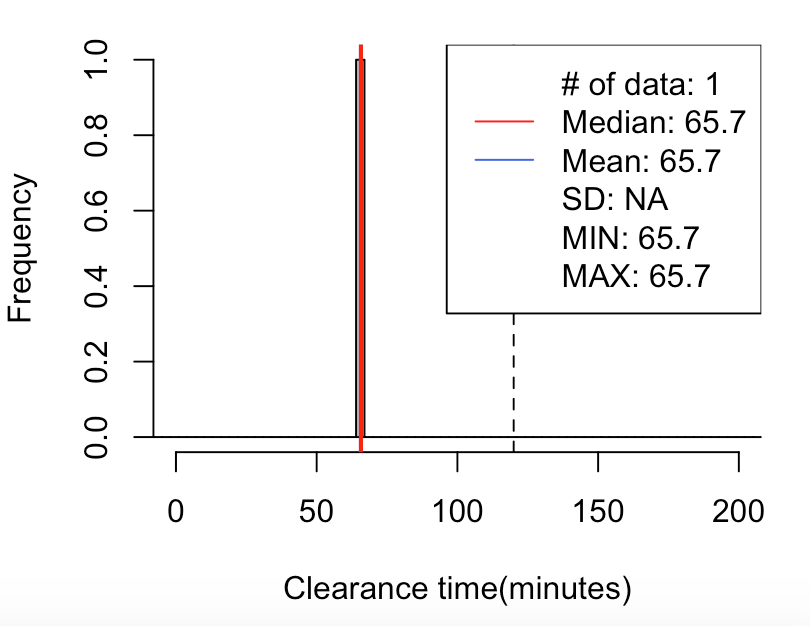 Frequency
1.0
0.8
0.6
0.4
0.2
0.0
# of data: 1
Median: 65.7
Mean: 65.7
SD: NA
MIN: 65.7
MAX: 65.7
0 50 100 150 200
Clearance time(minutes)